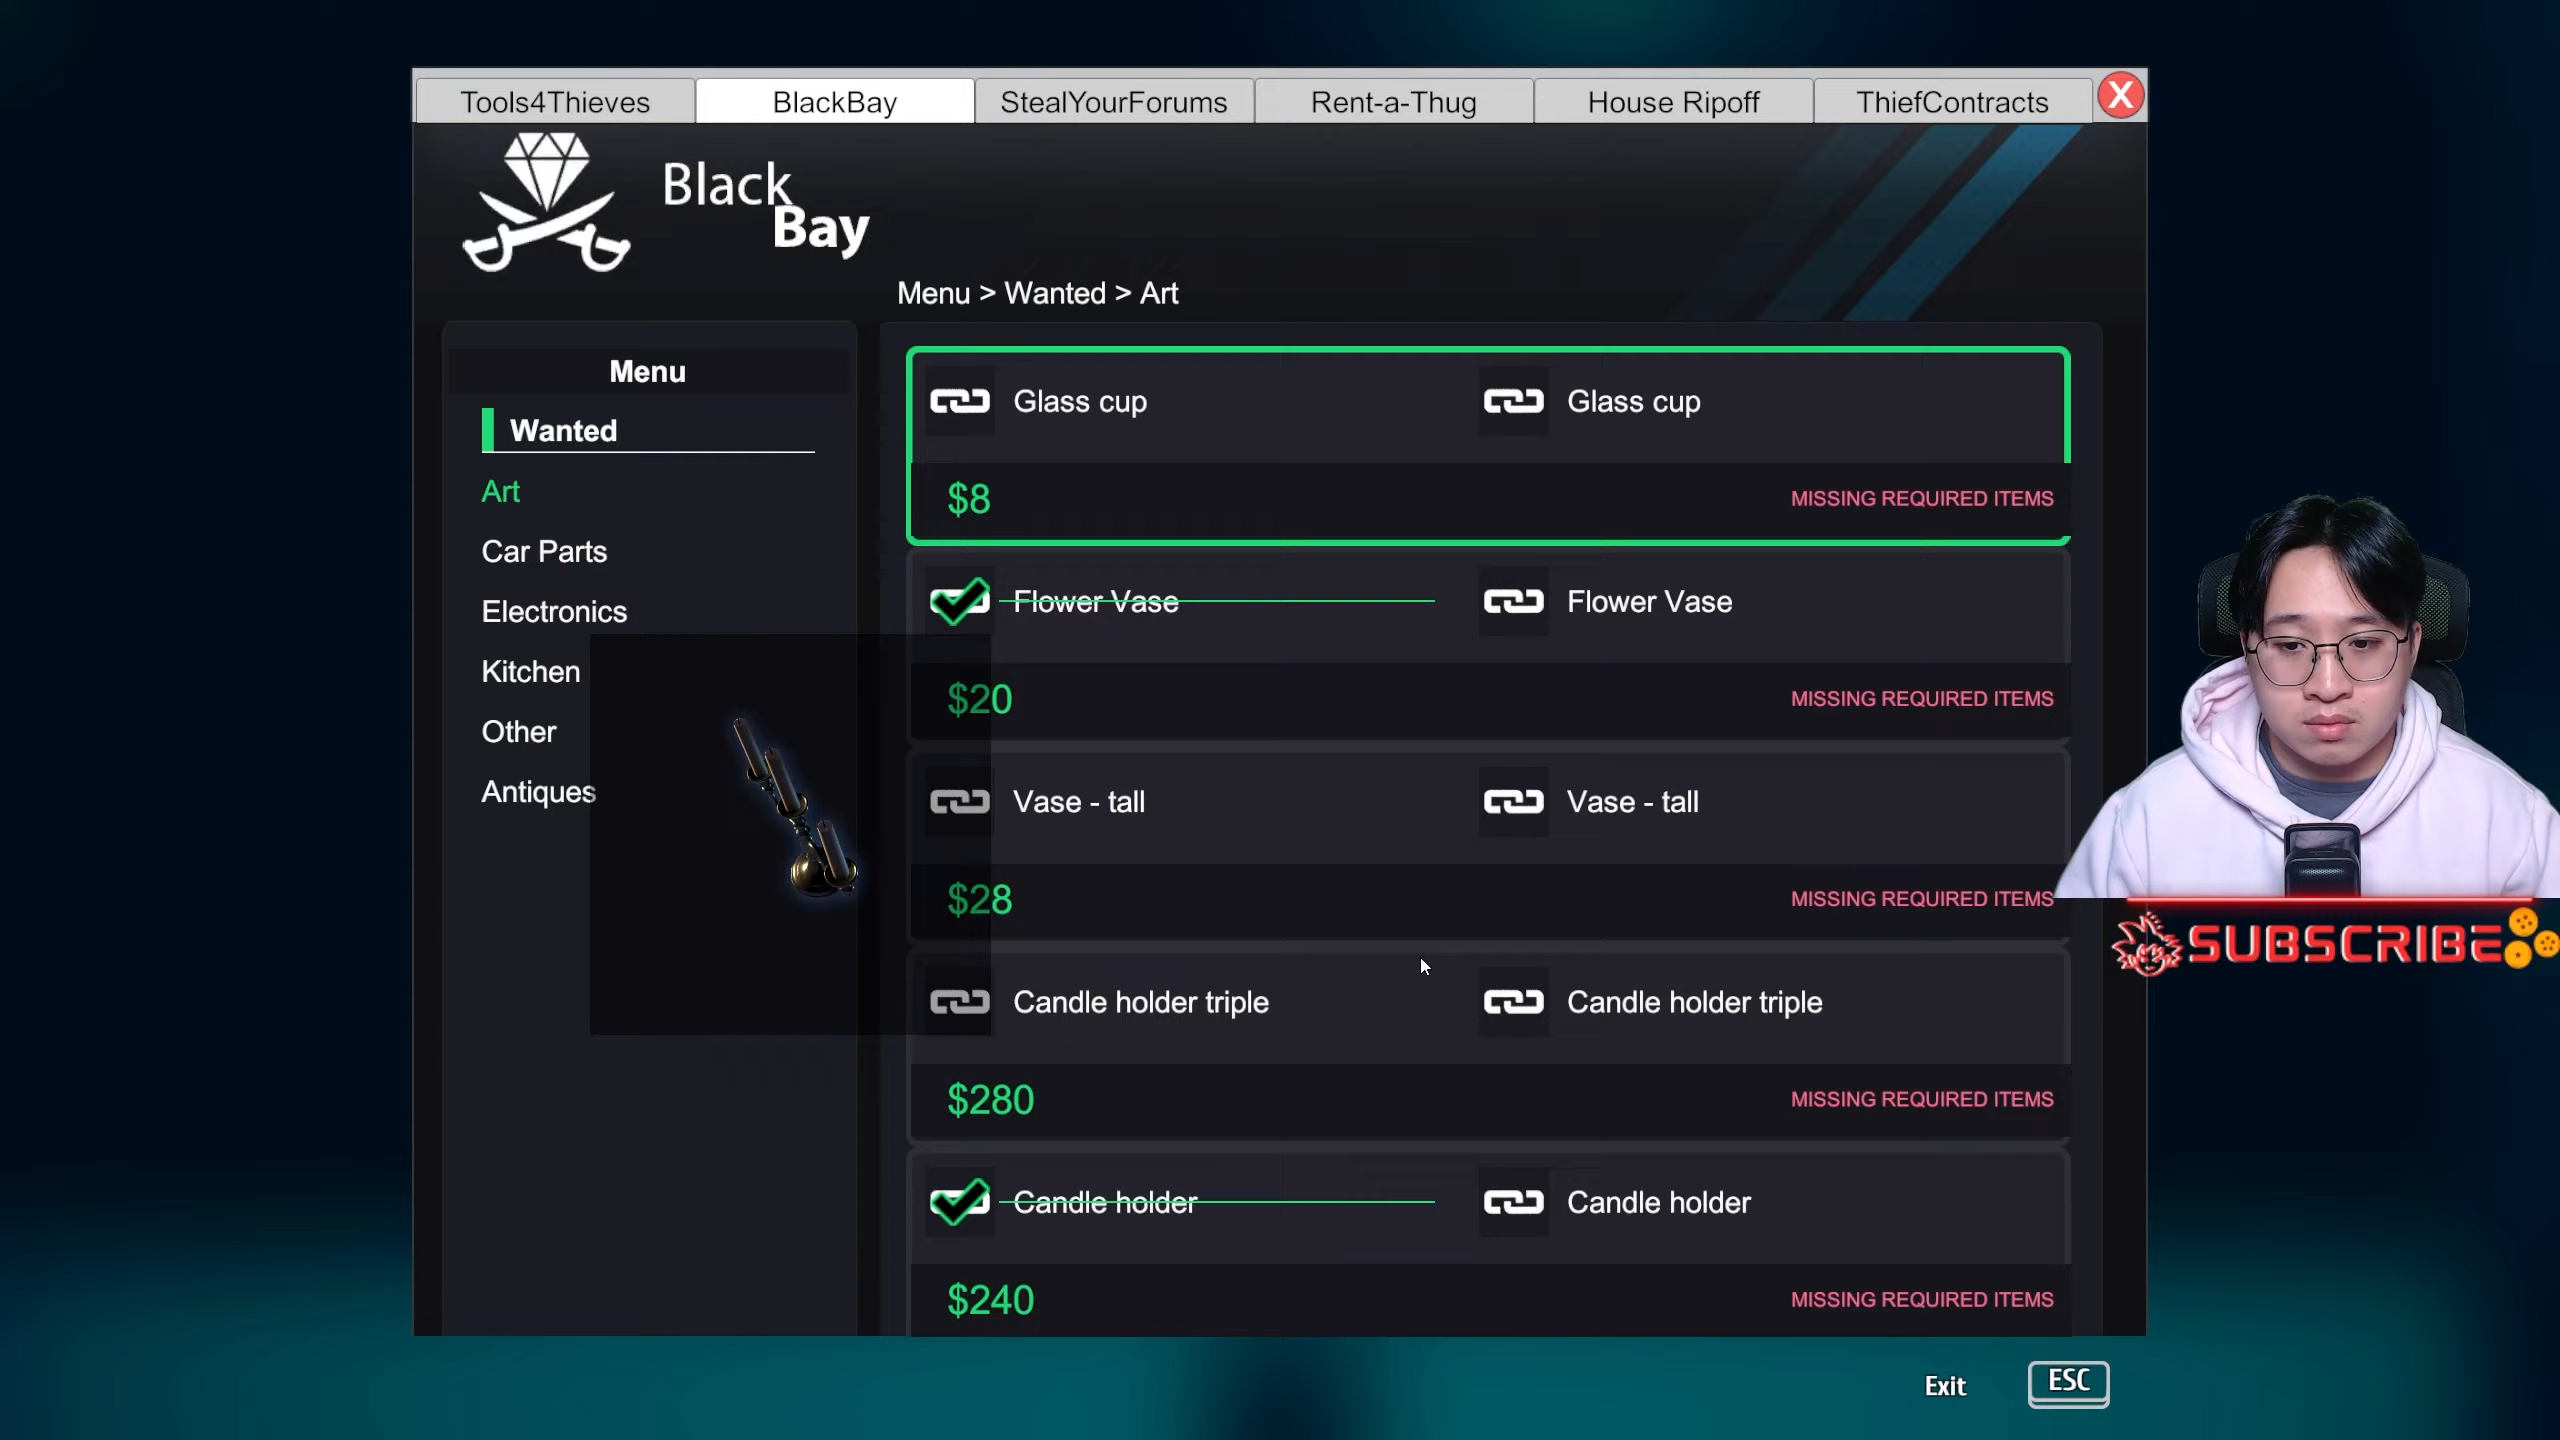 Tools4Thieves
BlackBay
StealYourForums
Rent-a-Thug
House Ripoff
ThiefContracts
X
Black
Bay
Menu > Wanted > Art
Menu
Wanted
Art
Car Parts
Electronics
Kitchen
Other
Antiques
Glass cup
Glass cup
$8
MISSING REQUIRED ITEMS
Flower Vase
Flower Vase
$20
MISSING REQUIRED ITEMS
Vase - tall
Vase - tall
$28
MISSING REQUIRED ITEMS
Candle holder triple
Candle holder triple
$280
MISSING REQUIRED ITEMS
Candle holder
Candle holder
$240
MISSING REQUIRED ITEMS
SUBSCRIBE
Exit
ESC